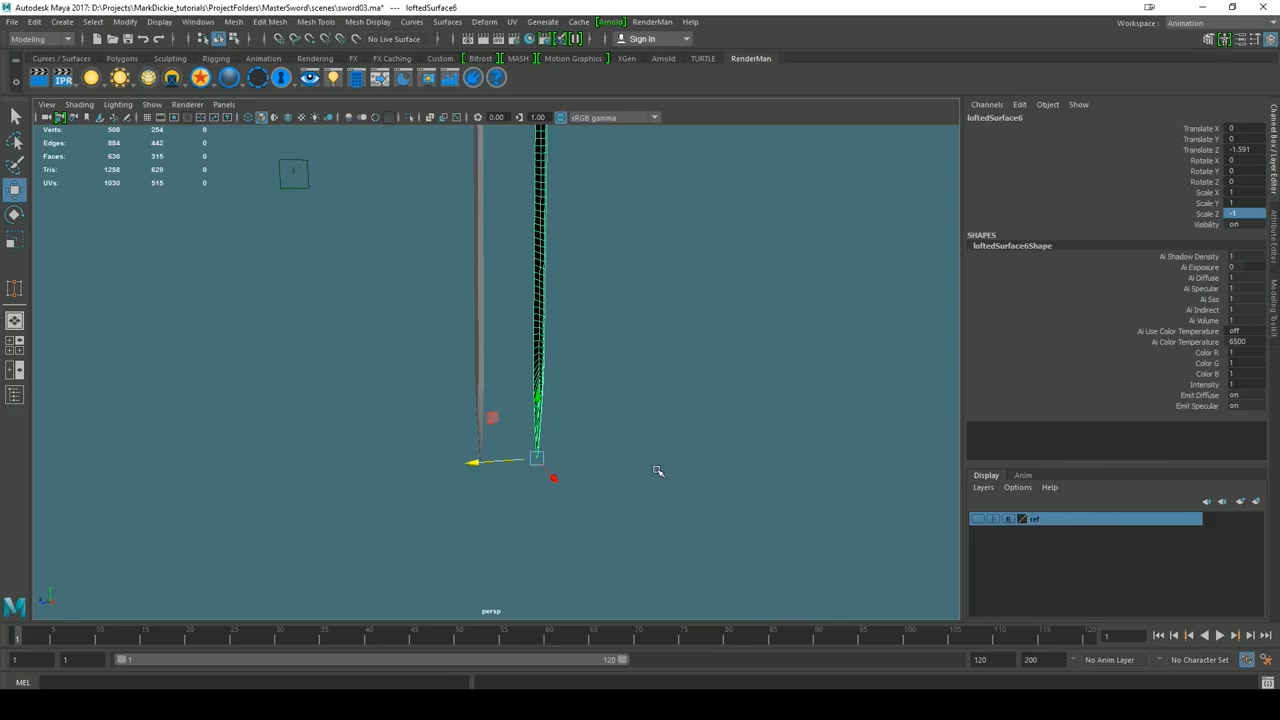 Autodesk Maya 2017: D:\Projects\MarkDickie_tutorials\ProjectFolders\MasterSword\scenes\sword03.ma* --- loftedSurface6
File Edit Create Select Modify Display Windows Mesh Edit Mesh Mesh Tools Mesh Display Curves Surfaces Deform UV Generate Cache [Arnold] RenderMan Help
Workspace : Animation
Modeling No Live Surface Sign In
Curves / Surfaces Polygons Sculpting Rigging Animation Rendering FX FX Caching Custom Bifrost MASH Motion Graphics XGen Arnold TURTLE RenderMan
IPR
View Shading Lighting Show Renderer Panels
0.00 1.00 sRGB gamma
Verts: 508 254 0
Edges: 884 442 0
Faces: 630 315 0
Tris: 1258 629 0
UVs: 1030 515 0
persp
Channels Edit Object Show
loftedSurface6
Translate X 0
Translate Y 0
Translate Z -1.591
Rotate X 0
Rotate Y 0
Rotate Z 0
Scale X 1
Scale Y 1
Scale Z -1
Visibility on
SHAPES
loftedSurface6Shape
Ai Shadow Density 1
Ai Exposure 0
Ai Diffuse 1
Ai Specular 1
Ai Sss 1
Ai Indirect 1
Ai Volume 1
Ai Use Color Temperature off
Ai Color Temperature 6500
Color R 1
Color G 1
Color B 1
Intensity 1
Emit Diffuse on
Emit Specular on
Display Anim
Layers Options Help
R ref
Channel Box / Layer Editor
Attribute Editor
Modeling Toolkit
1 5 10 15 20 25 30 35 40 45 50 55 60 65 70 75 80 85 90 95 100 105 110 115 120 1
1 1 1 120 120 200 No Anim Layer No Character Set
MEL